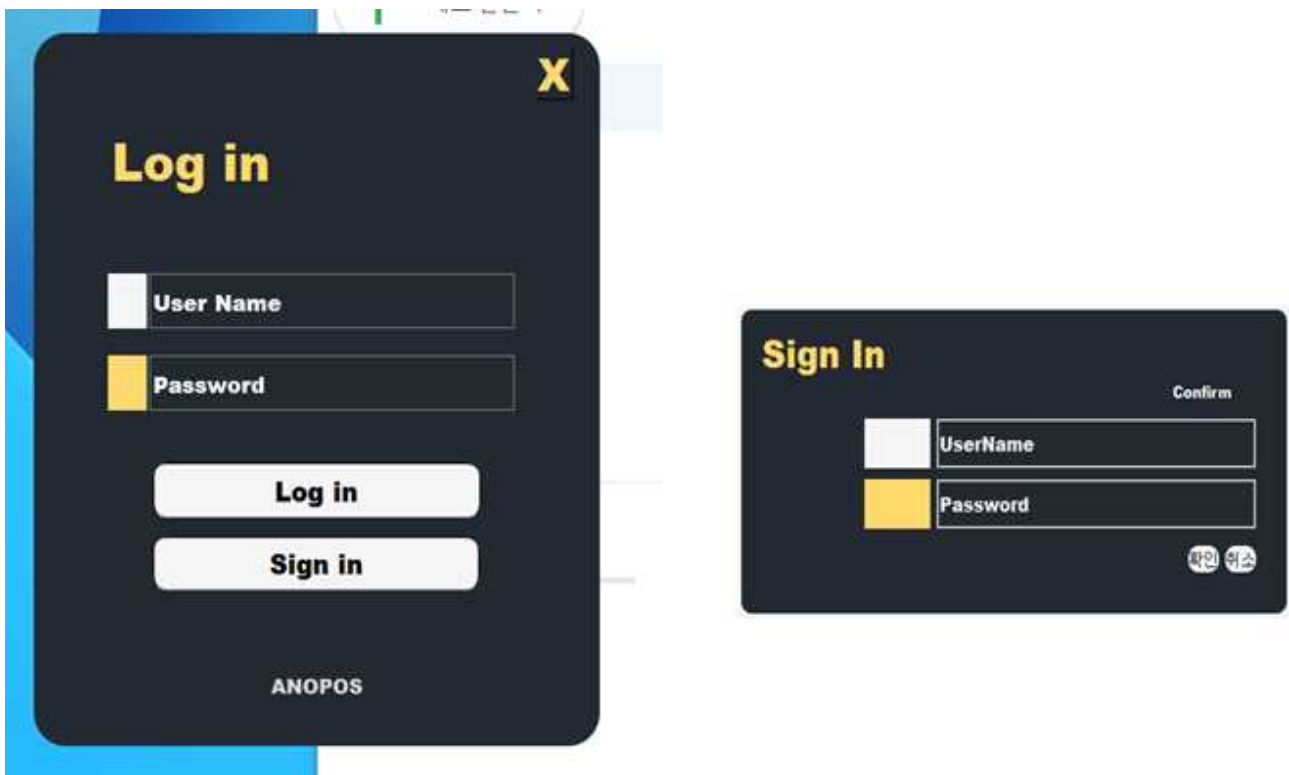 X
Log in
User Name
Password
Log in
Sign in
ANOPOS
Sign In
Confirm
UserName
Password
확인 취소